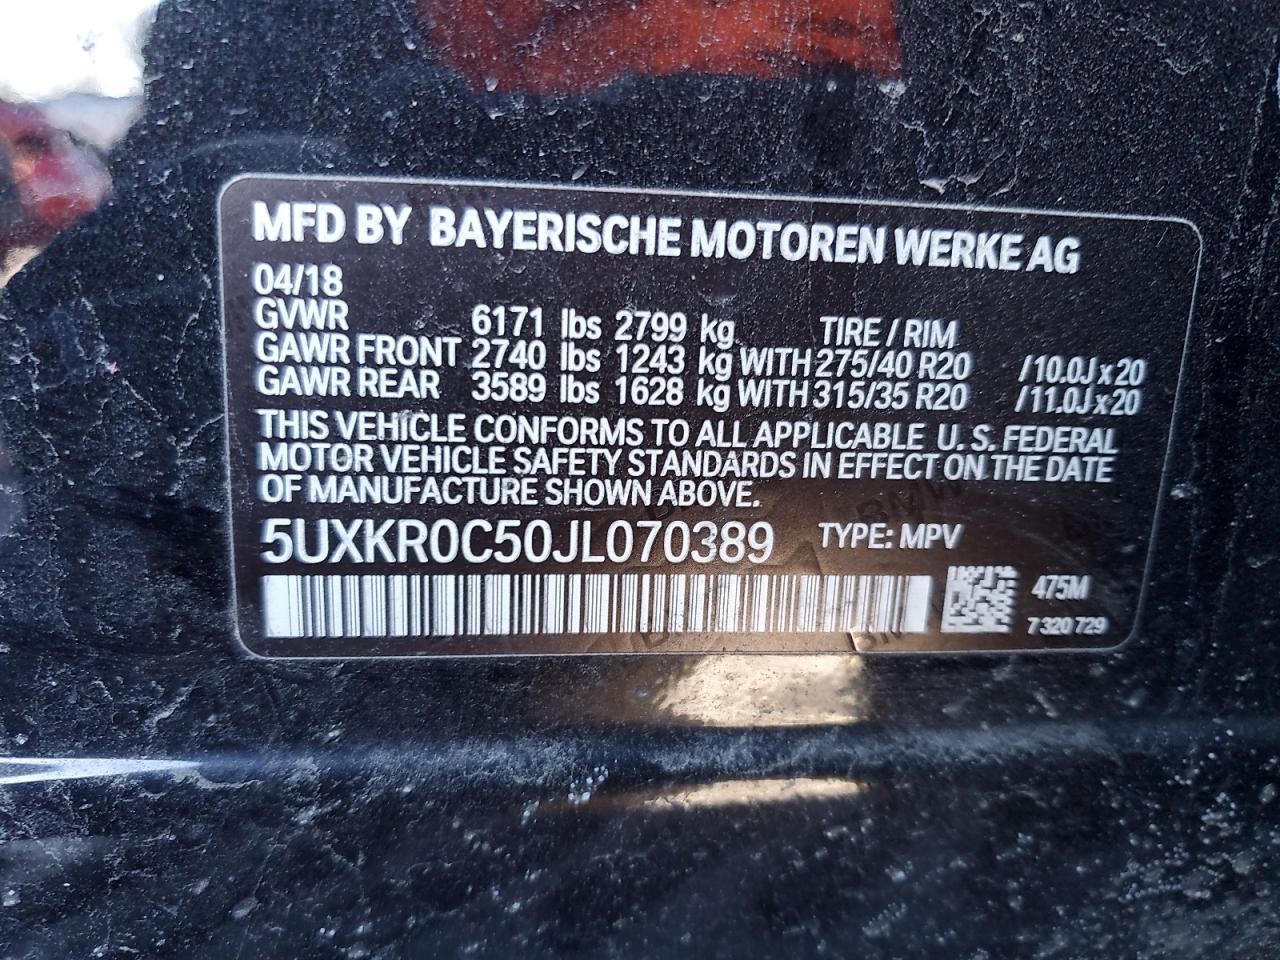 MFD BY BAYERISCHE MOTOREN WERKE AG
04/18
GVWR 6171 lbs 2799 kg TIRE / RIM
GAWR FRONT 2740 lbs 1243 kg WITH 275/40 R20 /10.0J x 20
GAWR REAR 3589 lbs 1628 kg WITH 315/35 R20 /11.0J x 20
THIS VEHICLE CONFORMS TO ALL APPLICABLE U. S. FEDERAL
MOTOR VEHICLE SAFETY STANDARDS IN EFFECT ON THE DATE
OF MANUFACTURE SHOWN ABOVE.
5UXKR0C50JL070389 TYPE: MPV
475M
7 320 729